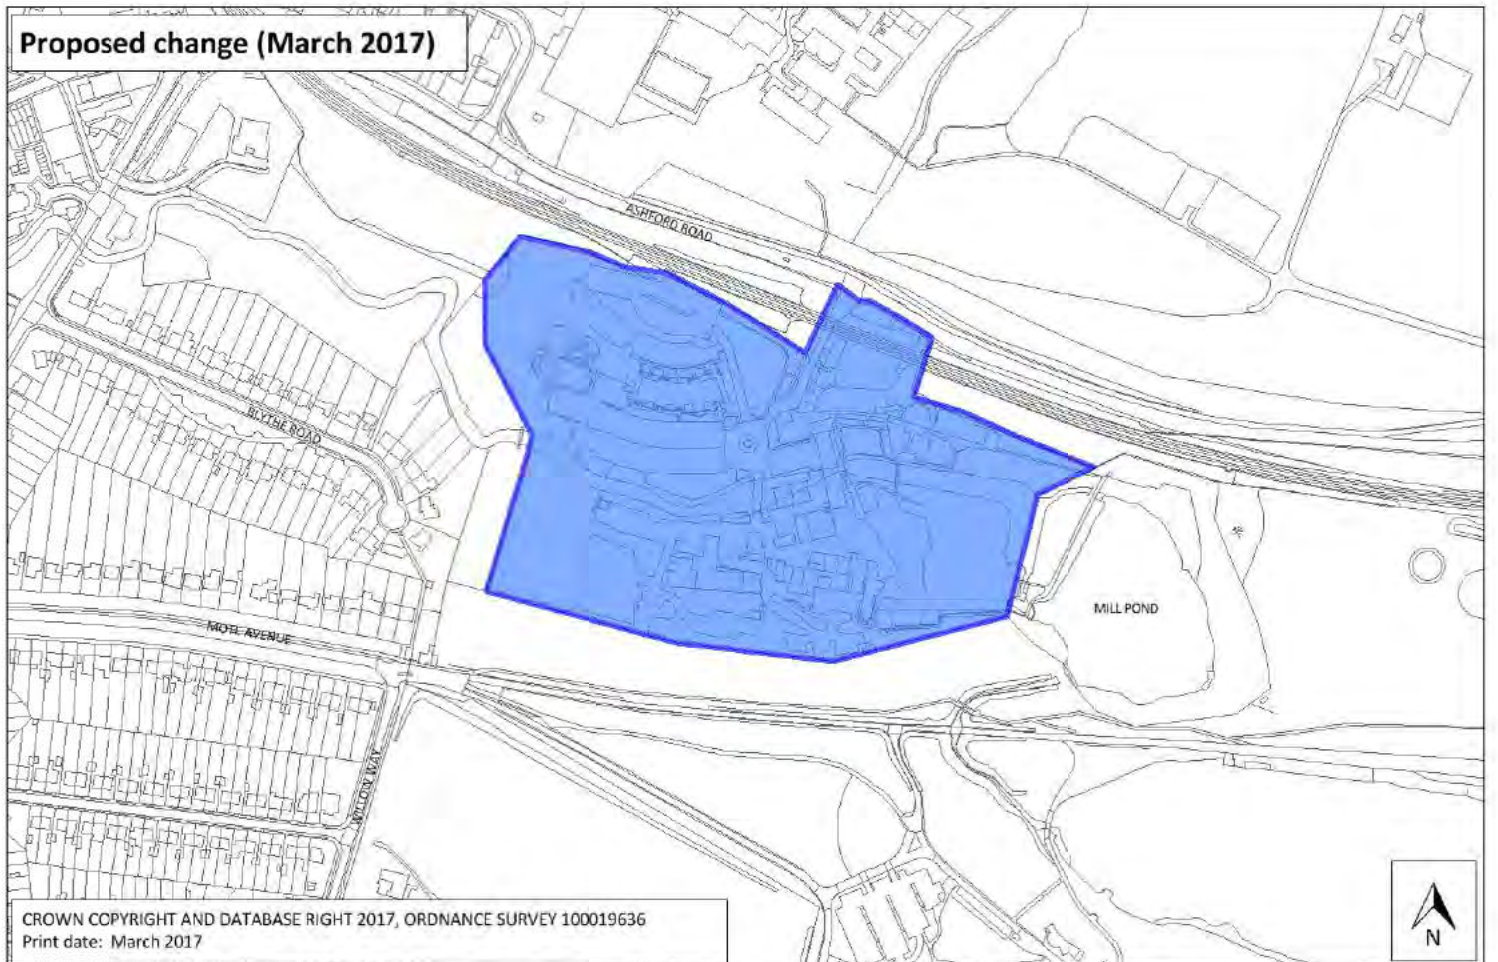 Proposed change (March 2017)
ASHFORD ROAD
BLYTHE ROAD
MILL POND
MOTE AVENUE
WILLOW WAY
CROWN COPYRIGHT AND DATABASE RIGHT 2017, ORDNANCE SURVEY 100019636
Print date: March 2017
N